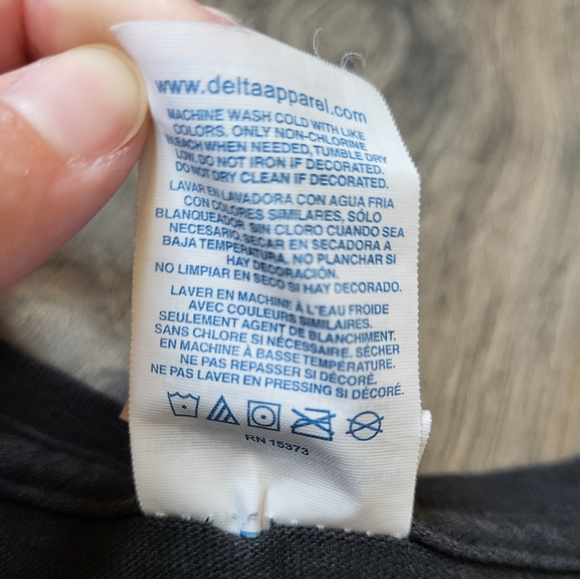 www.deltaapparel.com
MACHINE WASH COLD WITH LIKE
COLORS. ONLY NON-CHLORINE
BLEACH WHEN NEEDED, TUMBLE DRY
LOW. DO NOT IRON IF DECORATED.
DO NOT DRY CLEAN IF DECORATED.
LAVAR EN LAVADORA CON AGUA FRIA
CON COLORES SIMILARES, SÓLO
BLANQUEADOR SIN CLORO CUANDO SEA
NECESARIO, SECAR EN SECADORA A
BAJA TEMPERATURA. NO PLANCHAR SI
HAY DECORACIÓN.
NO LIMPIAR EN SECO SI HAY DECORADO.
LAVER EN MACHINE À L'EAU FROIDE
AVEC COULEURS SIMILAIRES.
SEULEMENT AGENT DE BLANCHIMENT.
SANS CHLORE SI NÉCESSAIRE. SÉCHER
EN MACHINE À BASSE TEMPÉRATURE.
NE PAS REPASSER SI DÉCORÉ.
NE PAS LAVER EN PRESSING SI DÉCORÉ.
RN 15373